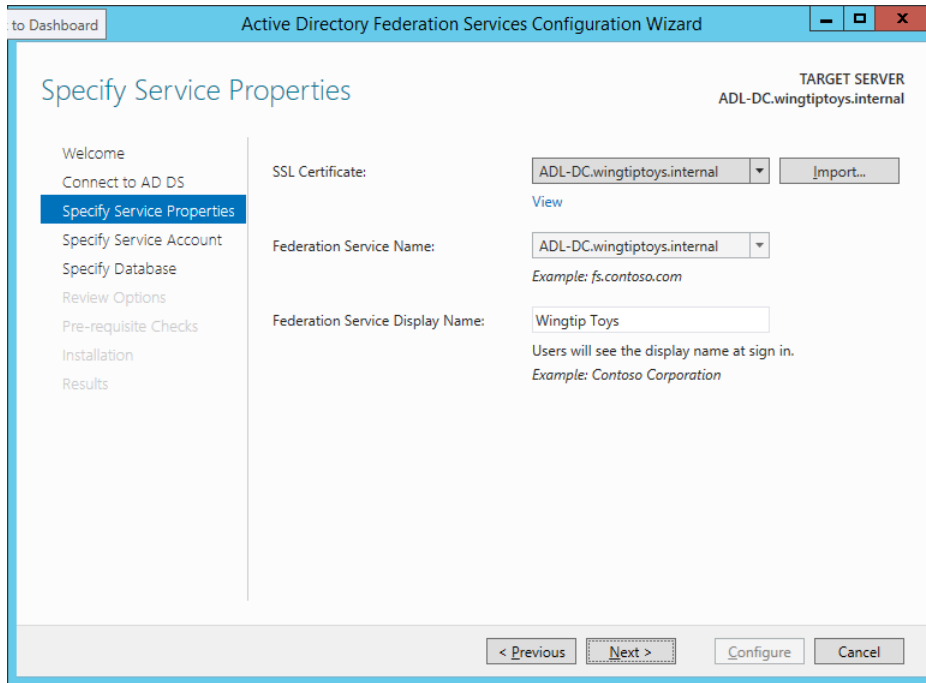 to Dashboard
Active Directory Federation Services Configuration Wizard
Specify Service Properties
TARGET SERVER
ADL-DC.wingtiptoys.internal
Welcome
Connect to AD DS
Specify Service Properties
Specify Service Account
Specify Database
Review Options
Pre-requisite Checks
Installation
Results
SSL Certificate:
ADL-DC.wingtiptoys.internal
Import...
View
Federation Service Name:
ADL-DC.wingtiptoys.internal
Example: fs.contoso.com
Federation Service Display Name:
Wingtip Toys
Users will see the display name at sign in.
Example: Contoso Corporation
< Previous
Next >
Configure
Cancel